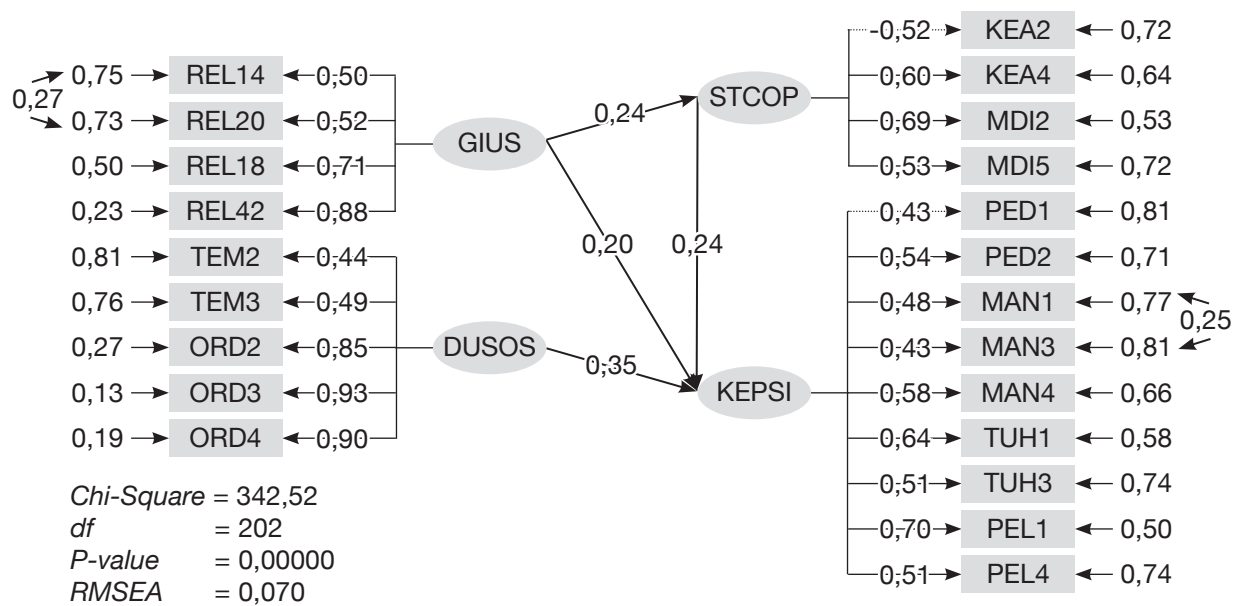 -0,52 KEA2 0,72
0,75 REL14 0,50
0,60 KEA4 0,64
0,27
STCOP
0,24
0,73 REL20 0,52
0,69 MDI2 0,53
GIUS
0,50 REL18 0,71
0,53 MDI5 0,72
0,23 REL42 0,88
0,43 PED1 0,81
0,20 0,24
0,81 TEM2 0,44
0,54 PED2 0,71
0,76 TEM3 0,49
0,48 MAN1 0,77
0,25
0,27 ORD2 0,85
DUSOS
0,35
0,43 MAN3 0,81
0,13 ORD3 0,93
KEPSI
0,58 MAN4 0,66
0,19 ORD4 0,90
0,64 TUH1 0,58
0,51 TUH3 0,74
0,70 PEL1 0,50
0,51 PEL4 0,74
Chi-Square = 342,52
df = 202
P-value = 0,00000
RMSEA = 0,070